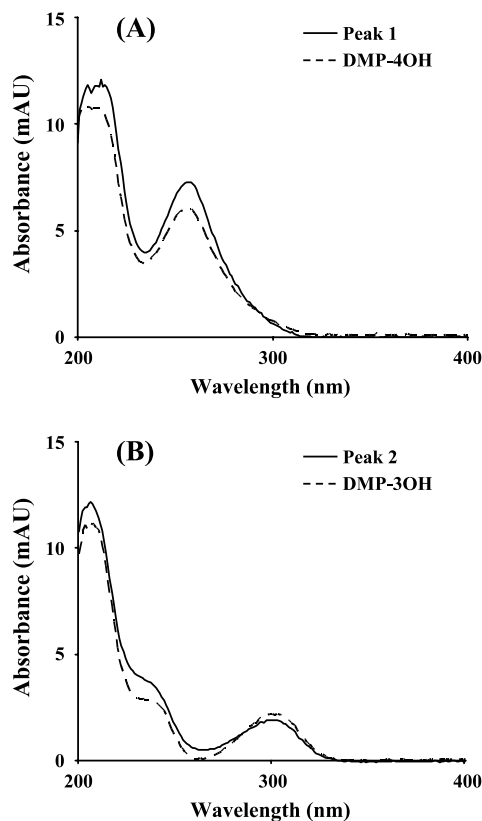 (A)
Peak 1
DMP-4OH
Absorbance (mAU)
15
10
5
0
200
300
400
Wavelength (nm)
(B)
Peak 2
DMP-3OH
Absorbance (mAU)
15
10
5
0
200
300
400
Wavelength (nm)